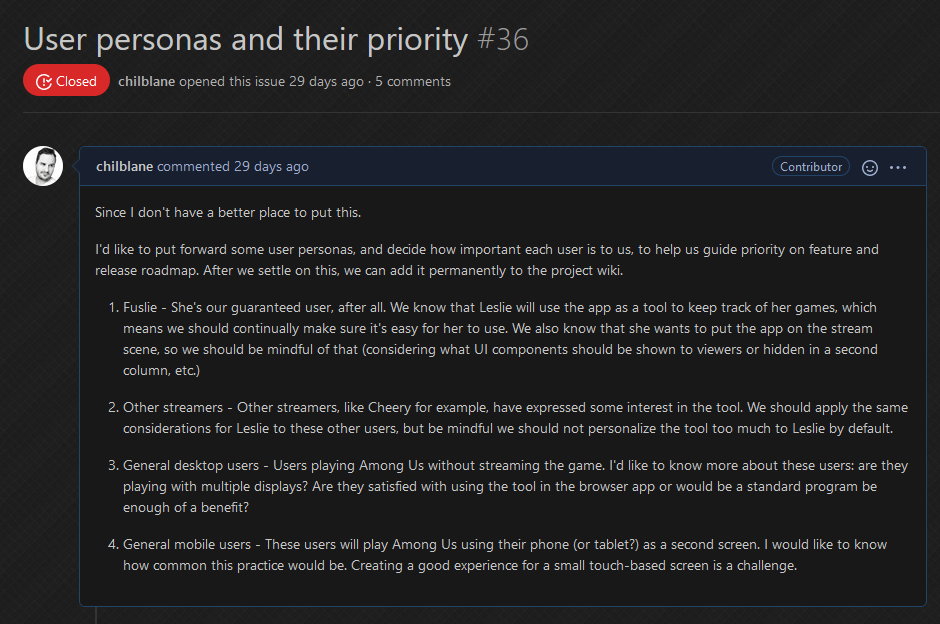 User personas and their priority #36
Closed chilblane opened this issue 29 days ago · 5 comments
chilblane commented 29 days ago Contributor
Since I don't have a better place to put this.
I'd like to put forward some user personas, and decide how important each user is to us, to help us guide priority on feature and
release roadmap. After we settle on this, we can add it permanently to the project wiki.
1. Fuslie - She's our guaranteed user, after all. We know that Leslie will use the app as a tool to keep track of her games, which
means we should continually make sure it's easy for her to use. We also know that she wants to put the app on the stream
scene, so we should be mindful of that (considering what UI components should be shown to viewers or hidden in a second
column, etc.)
2. Other streamers - Other streamers, like Cheery for example, have expressed some interest in the tool. We should apply the same
considerations for Leslie to these other users, but be mindful we should not personalize the tool too much to Leslie by default.
3. General desktop users - Users playing Among Us without streaming the game. I'd like to know more about these users: are they
playing with multiple displays? Are they satisfied with using the tool in the browser app or would be a standard program be
enough of a benefit?
4. General mobile users - These users will play Among Us using their phone (or tablet?) as a second screen. I would like to know
how common this practice would be. Creating a good experience for a small touch-based screen is a challenge.